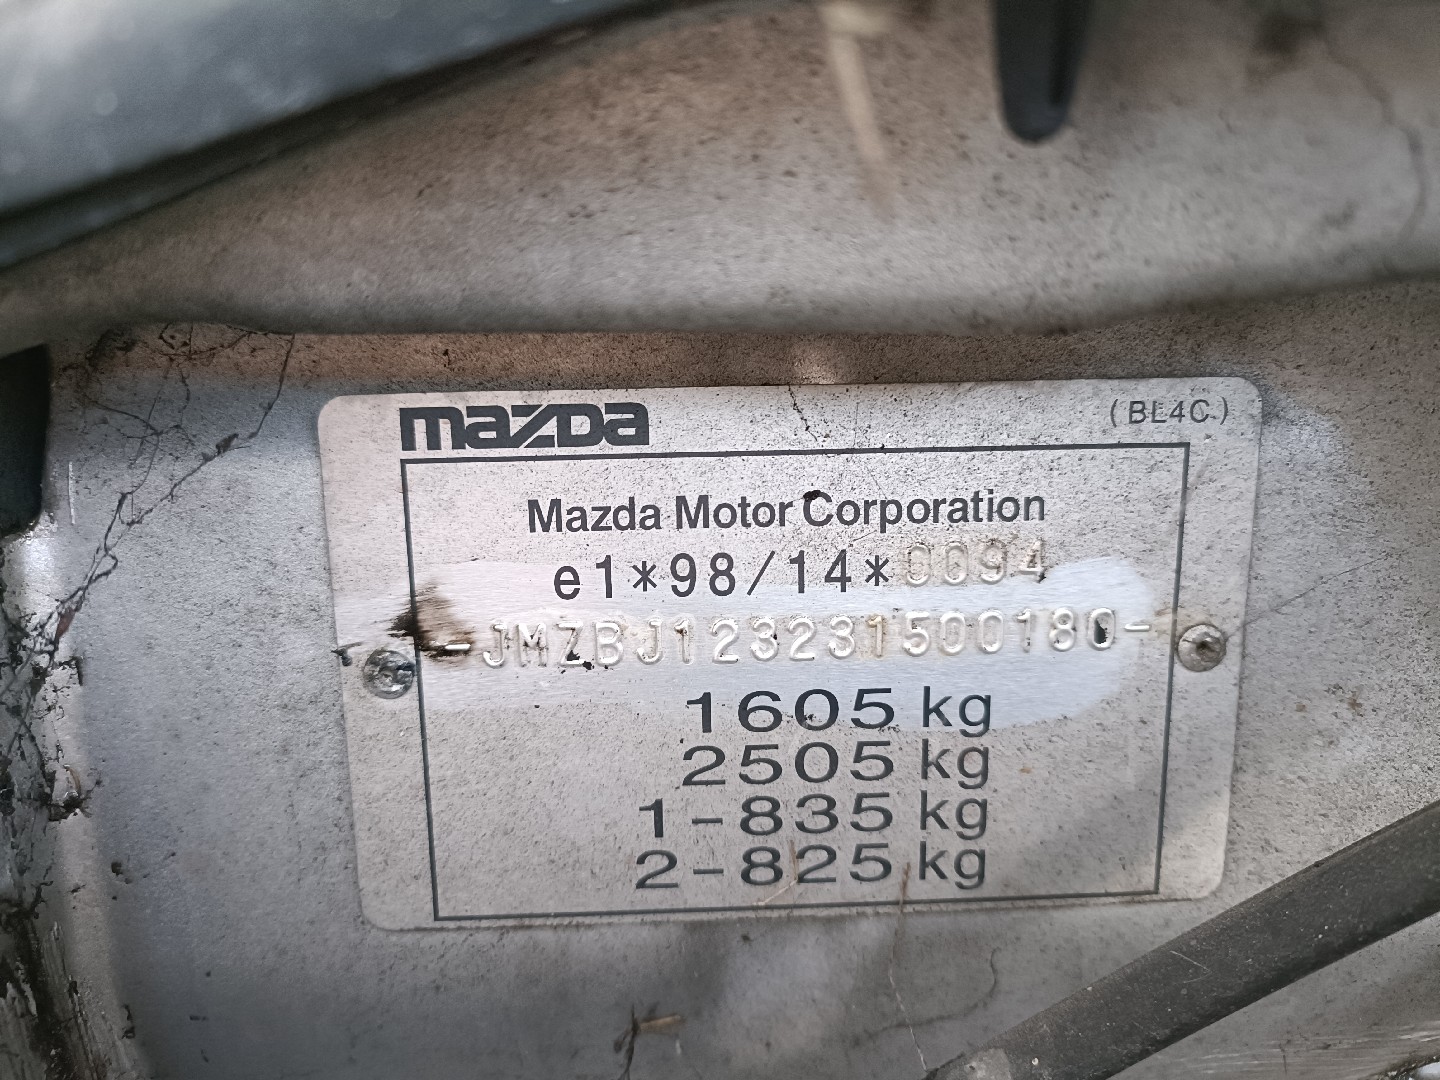 mazda
(BL4C)
Mazda Motor Corporation
e1*98/14*0094
-JMZBJ123231500180-
1605 kg
2505 kg
1-835 kg
2-825 kg